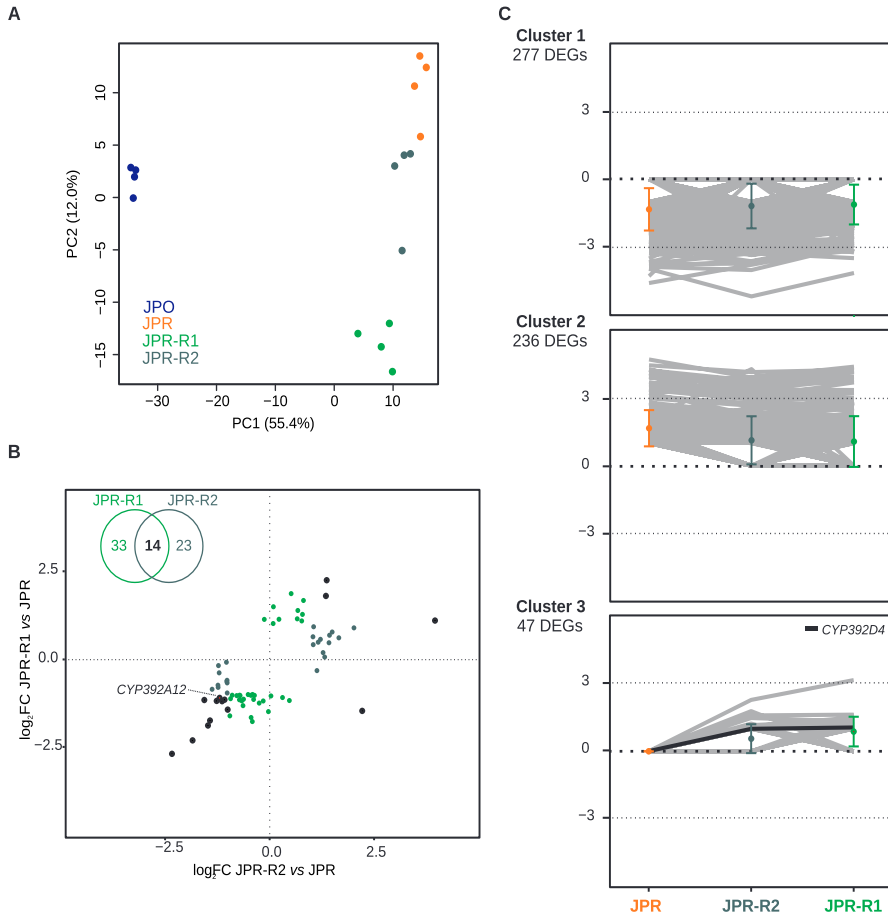 A
PC2 (12.0%)
10
5
0
−5
−10
−15
JPO
JPR
JPR-R1
JPR-R2
−30 −20 −10 0 10
PC1 (55.4%)
B
JPR-R1 JPR-R2
33 14 23
log2FC JPR-R1 vs JPR
2.5
0.0
−2.5
CYP392A12
−2.5 0.0 2.5
log2FC JPR-R2 vs JPR
C
Cluster 1
277 DEGs
3
0
−3
Cluster 2
236 DEGs
3
0
−3
Cluster 3
47 DEGs
CYP392D4
3
0
−3
JPR JPR-R2 JPR-R1